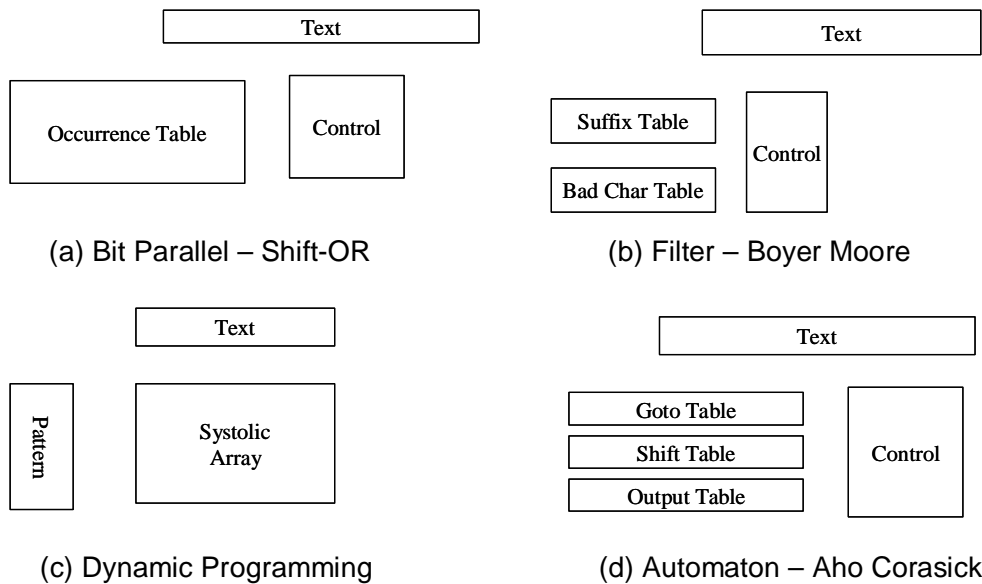 Text
Occurrence Table
Control
(a) Bit Parallel – Shift-OR
Text
Suffix Table
Bad Char Table
Control
(b) Filter – Boyer Moore
Text
Pattern
Systolic
Array
(c) Dynamic Programming
Text
Goto Table
Shift Table
Output Table
Control
(d) Automaton – Aho Corasick